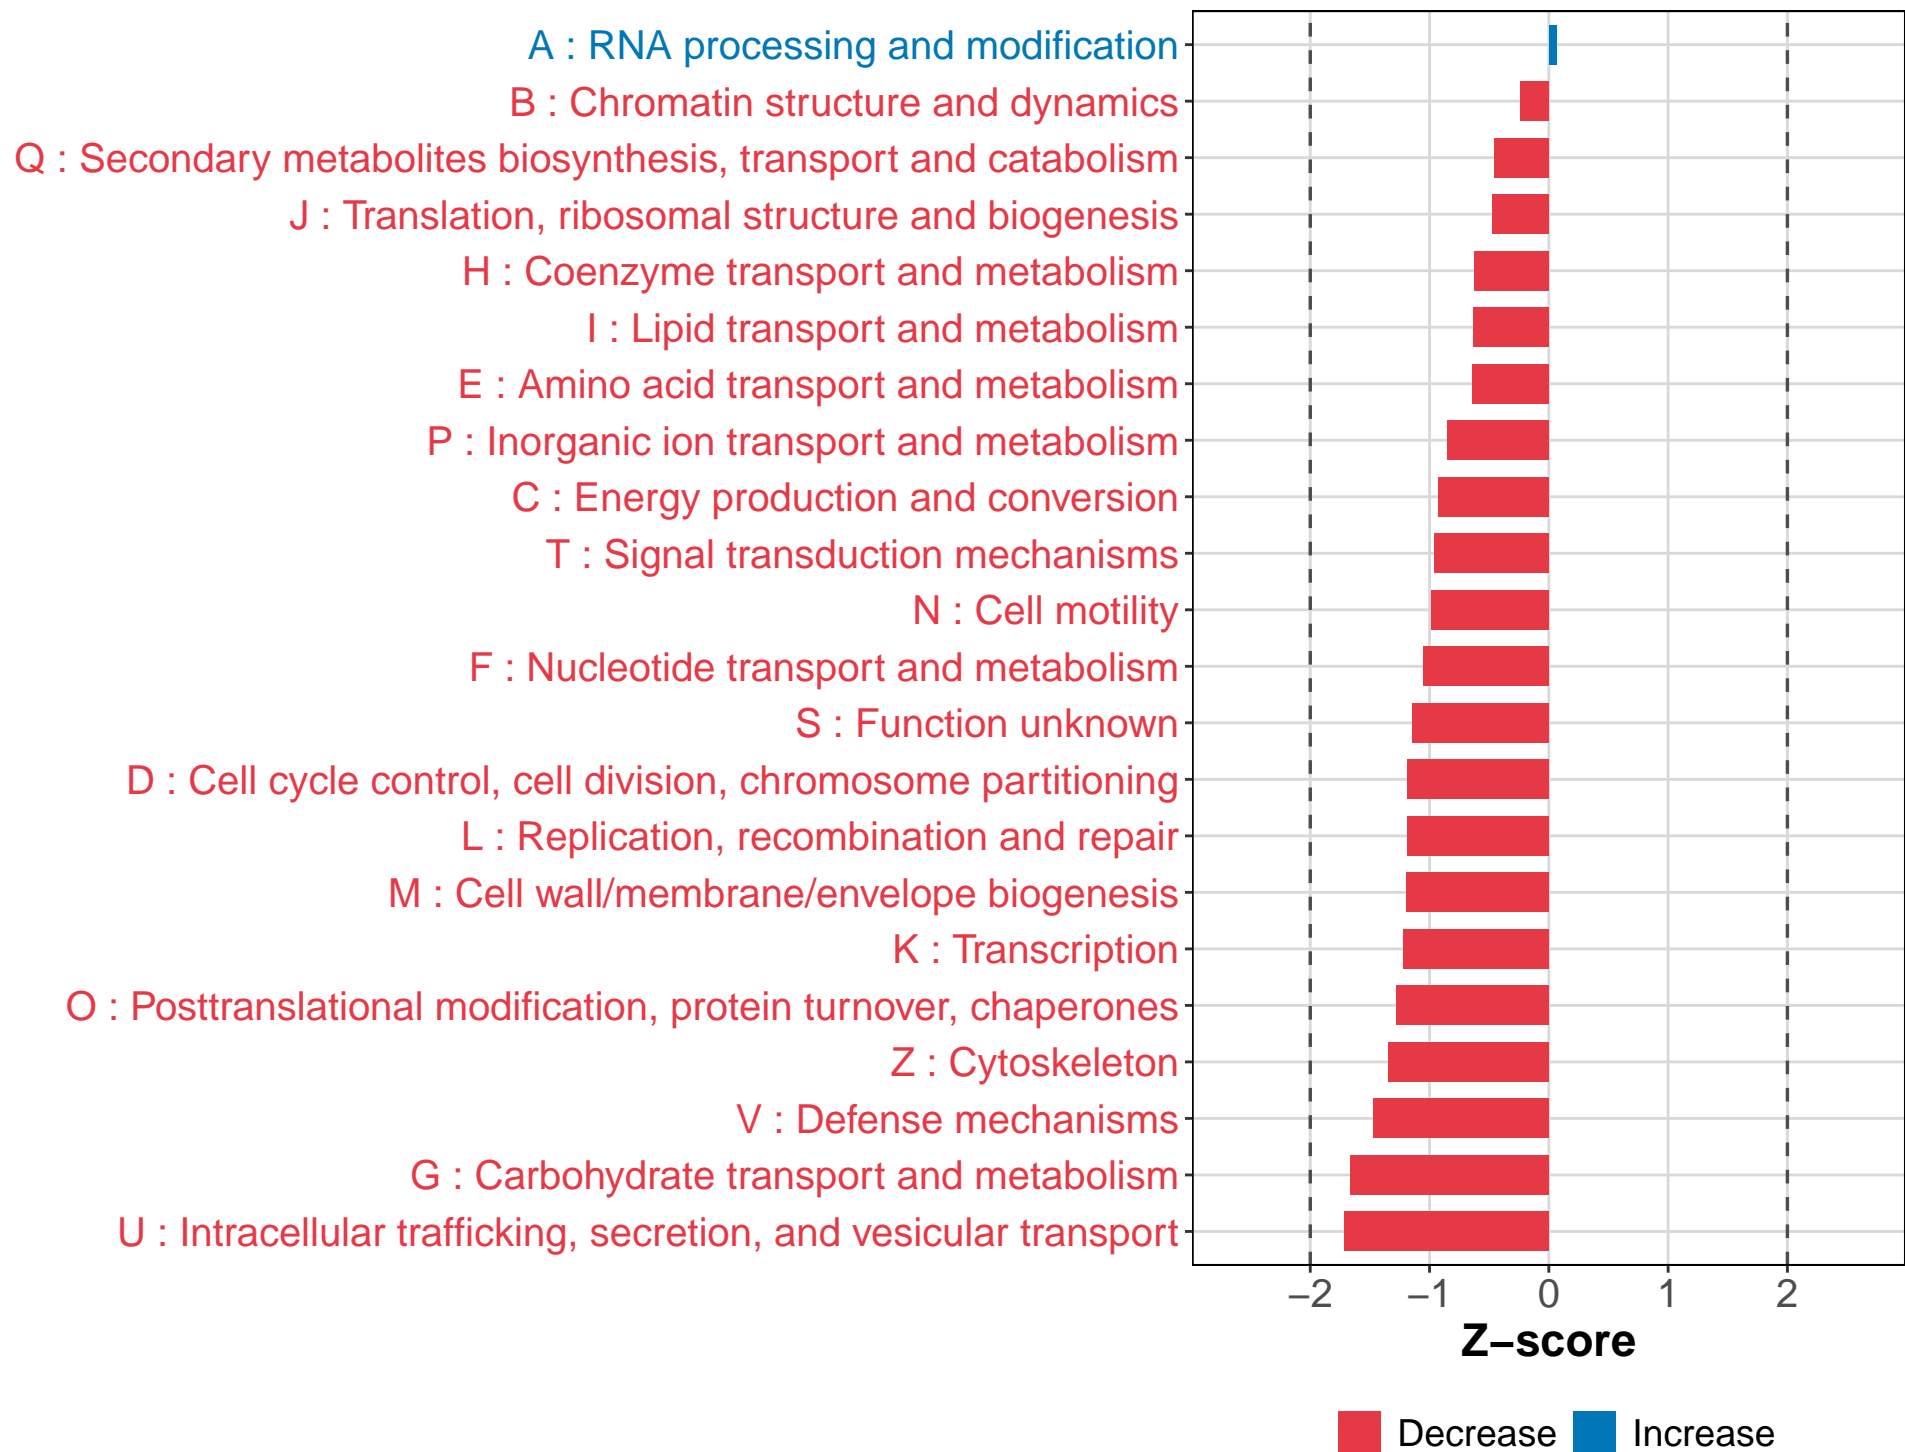 A : RNA processing and modification
B : Chromatin structure and dynamics
Q : Secondary metabolites biosynthesis, transport and catabolism
J : Translation, ribosomal structure and biogenesis
H : Coenzyme transport and metabolism
I : Lipid transport and metabolism
E : Amino acid transport and metabolism
P : Inorganic ion transport and metabolism
C : Energy production and conversion
T : Signal transduction mechanisms
N : Cell motility
F : Nucleotide transport and metabolism
S : Function unknown
D : Cell cycle control, cell division, chromosome partitioning
L : Replication, recombination and repair
M : Cell wall/membrane/envelope biogenesis
K : Transcription
O : Posttranslational modification, protein turnover, chaperones
Z : Cytoskeleton
V : Defense mechanisms
G : Carbohydrate transport and metabolism
U : Intracellular trafficking, secretion, and vesicular transport
−2 −1 0 1 2
Z−score
Decrease Increase